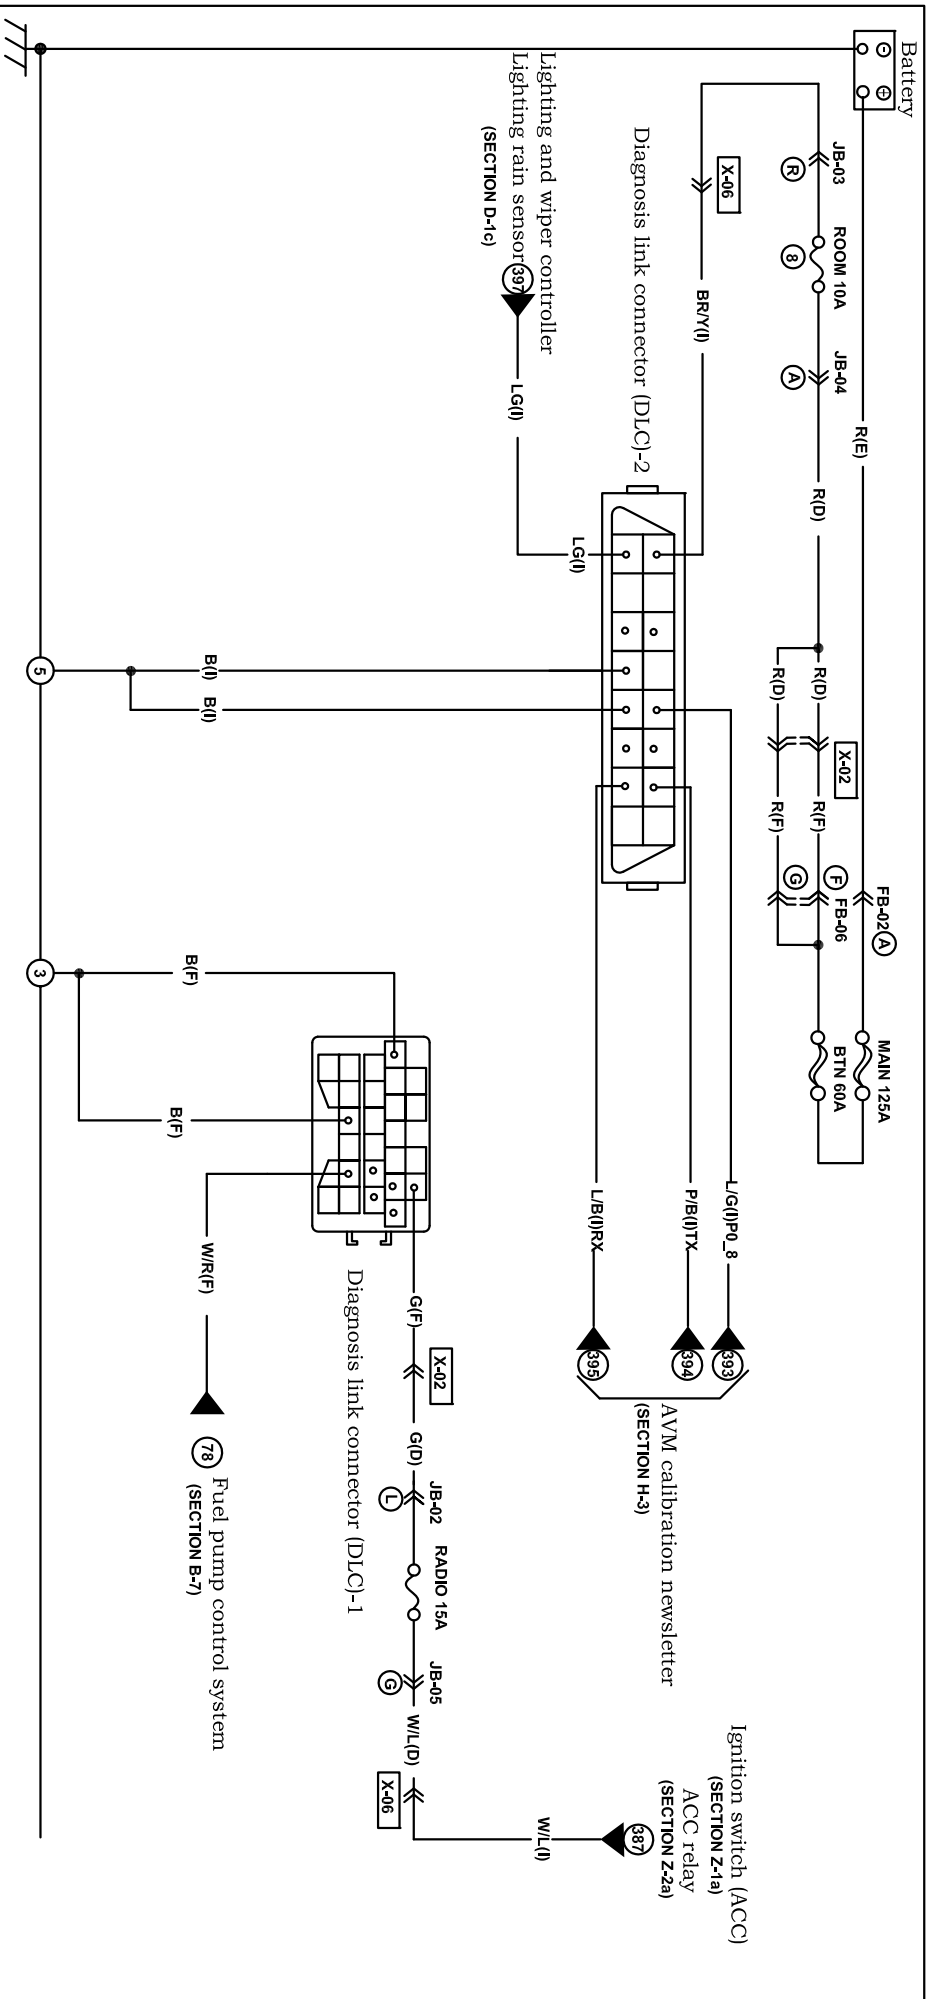 Battery
-
+
R(E)
FB-02
A
MAIN 125A
JB-03
R
ROOM 10A
8
JB-04
A
R(D)
R(D)
R(D)
X-02
R(F)
R(F)
F
G
FB-06
BTN 60A
X-06
BR/Y(I)
Diagnosis link connector (DLC)-2
Lighting and wiper controller
Lighting rain sensor
(SECTION D-1c)
397
LG(I)
LG(I)
B(I)
B(I)
5
L/G(I)P0_8
393
P/B(I)TX
394
L/B(I)RX
395
AVM calibration newsletter
(SECTION H-3)
Ignition switch (ACC)
(SECTION Z-1a)
ACC relay
(SECTION Z-2a)
387
W/L(I)
3
B(F)
B(F)
G(F)
X-02
G(D)
JB-02
L
RADIO 15A
JB-05
G
W/L(D)
X-06
Diagnosis link connector (DLC)-1
W/R(F)
78
Fuel pump control system
(SECTION B-7)